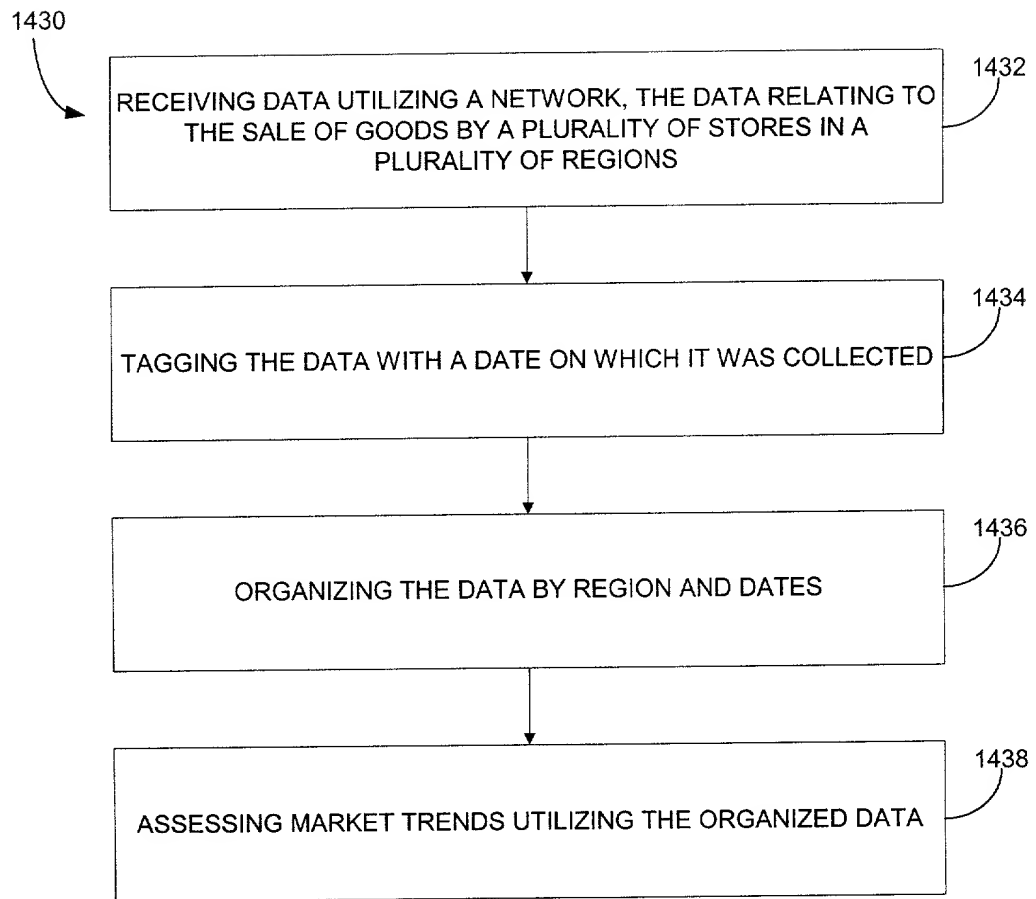 1430
1432
RECEIVING DATA UTILIZING A NETWORK, THE DATA RELATING TO
THE SALE OF GOODS BY A PLURALITY OF STORES IN A
PLURALITY OF REGIONS
1434
TAGGING THE DATA WITH A DATE ON WHICH IT WAS COLLECTED
1436
ORGANIZING THE DATA BY REGION AND DATES
1438
ASSESSING MARKET TRENDS UTILIZING THE ORGANIZED DATA